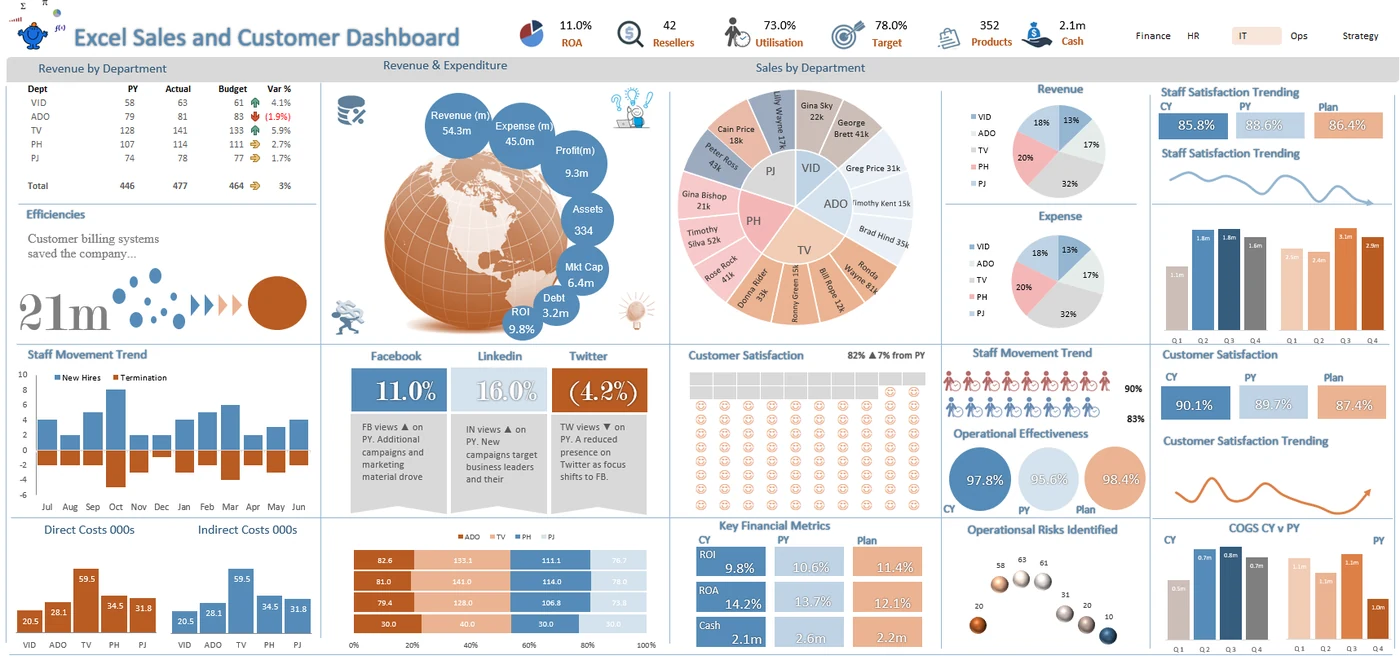 Σ π
f(x)
Excel Sales and Customer Dashboard
11.0%
ROA
42
Resellers
73.0%
Utilisation
78.0%
Target
352
Products
2.1m
Cash
Finance HR IT Ops Strategy
Revenue by Department
Dept PY Actual Budget Var %
VID 58 63 61 4.1%
ADO 79 81 83 (1.9%)
TV 128 141 133 5.9%
PH 107 114 111 2.7%
PJ 74 78 77 1.7%
Total 446 477 464 3%
Efficiencies
Customer billing systems
saved the company...
21m
Revenue & Expenditure
Revenue (m)
54.3m
Expense (m)
45.0m
Profit(m)
9.3m
Assets
334
Mkt Cap
6.4m
Debt
3.2m
ROI
9.8%
Sales by Department
VID
ADO
TV
PH
PJ
Gina Sky
22k
George
Brett 41k
Greg Price 31k
Timothy Kent 15k
Brad Hind 35k
Ronda
Wayne 81k
Bill Rope 12k
Ronny Green 15k
Donna Rider
33k
Rose Rock
41k
Timothy
Silva 52k
Gina Bishop
21k
Peter Ross
43k
Cain Price
18k
Lilly Wayne 17k
Revenue
VID
ADO
TV
PH
PJ
13%
17%
32%
20%
18%
Expense
VID
ADO
TV
PH
PJ
13%
17%
32%
20%
18%
Staff Satisfaction Trending
CY PY Plan
85.8% 88.6% 86.4%
Staff Satisfaction Trending
1.1m 1.8m 1.8m 1.6m 2.4m 3.1m 2.9m
Q 1 Q 2 Q 3 Q 4 Q 1 Q 2 Q 3 Q 4
Staff Movement Trend
New Hires Termination
10
8
6
4
2
0
-2
-4
-6
Jul Aug Sep Oct Nov Dec Jan Feb Mar Apr May Jun
Facebook Linkedin Twitter
11.0% 16.0% (4.2%)
FB views ▲ on
PY. Additional
campaigns and
marketing
material drove
IN views ▲ on
PY. New
campaigns target
business leaders
and their
TW views ▼ on
PY. A reduced
presence on
Twitter as focus
shifts to FB.
Customer Satisfaction 82% ▲7% from PY
Staff Movement Trend
90%
83%
Operational Effectiveness
97.8% 95.6% 98.4%
CY PY Plan
Customer Satisfaction
CY PY Plan
90.1% 89.7% 87.4%
Customer Satisfaction Trending
Direct Costs 000s
20.5 28.1 59.5 34.5 31.8
VID ADO TV PH PJ
Indirect Costs 000s
20.5 28.1 59.5 34.5 31.8
VID ADO TV PH PJ
ADO TV PH PJ
82.6 133.1 111.1 76.7
81.0 141.0 114.0 78.0
79.4 128.0 106.8 73.8
30.0 40.0 30.0 30.0
0% 20% 40% 60% 80% 100%
Key Financial Metrics
CY PY Plan
ROI
9.8% 10.6% 11.4%
ROA
14.2% 13.7% 12.1%
Cash
2.1m 2.6m 2.2m
Operationsal Risks Identified
20 58 63 61 31 20 10
COGS CY v PY
CY PY
0.5m 0.7m 0.8m 0.7m 1.1m 1.1m 1.1m 1.0m
Q 1 Q 2 Q 3 Q 4 Q 1 Q 2 Q 3 Q 4